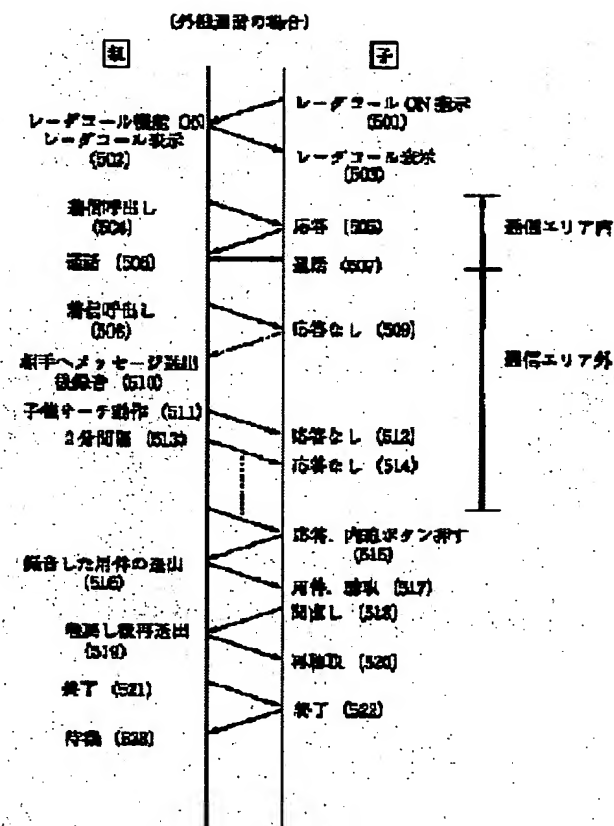 (外線通話の場合)
親
子
レーダコール ON 表示
(501)
レーダコール機能 ON
レーダコール表示
(502)
レーダコール表示
(503)
着信呼出し
(504)
応答 (505)
通信エリア内
通話 (506)
通話 (507)
着信呼出し
(508)
応答なし (509)
相手へメッセージ送出
後録音 (510)
通信エリア外
子機サーチ動作 (511)
応答なし (512)
2分間隔 (513)
応答なし (514)
応答、内線ボタン押す
(515)
録音した用件の送出
(516)
用件、聴取 (517)
聞直し (518)
巻戻し後再送出
(519)
再聴取 (520)
終了 (521)
終了 (522)
待機 (523)